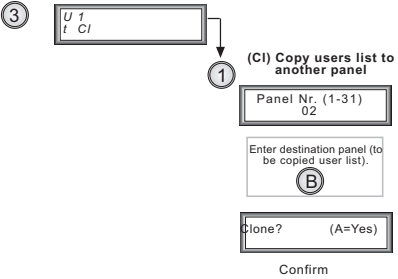 3
U 1
t Cl
1
(Cl) Copy users list to
another panel
Panel Nr. (1-31)
02
Enter destination panel (to
be copied user list).
B
Clone? (A=Yes)
Confirm